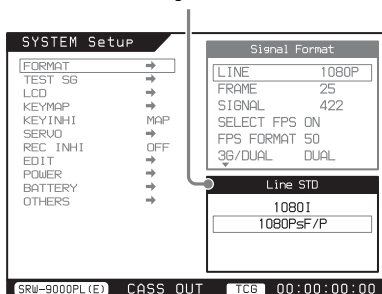 SYSTEM Setup
FORMAT
TEST SG
LCD
KEYMAP
KEYINHI MAP
SERVO
REC INHI OFF
EDIT
POWER
BATTERY
OTHERS
Signal Format
LINE 1080P
FRAME 25
SIGNAL 422
SELECT FPS ON
FPS FORMAT 50
3G/DUAL DUAL
Line STD
1080I
1080PsF/P
SRW-9000PL(E) CASS OUT TCG 00:00:00:00